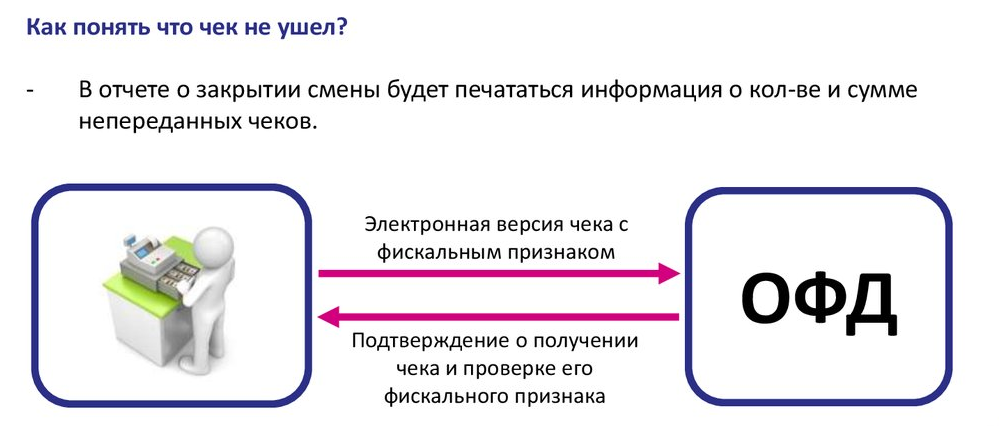 Как понять что чек не ушел?
- В отчете о закрытии смены будет печататься информация о кол-ве и сумме
непереданных чеков.
Электронная версия чека с
фискальным признаком
ОФД
Подтверждение о получении
чека и проверке его
фискального признака